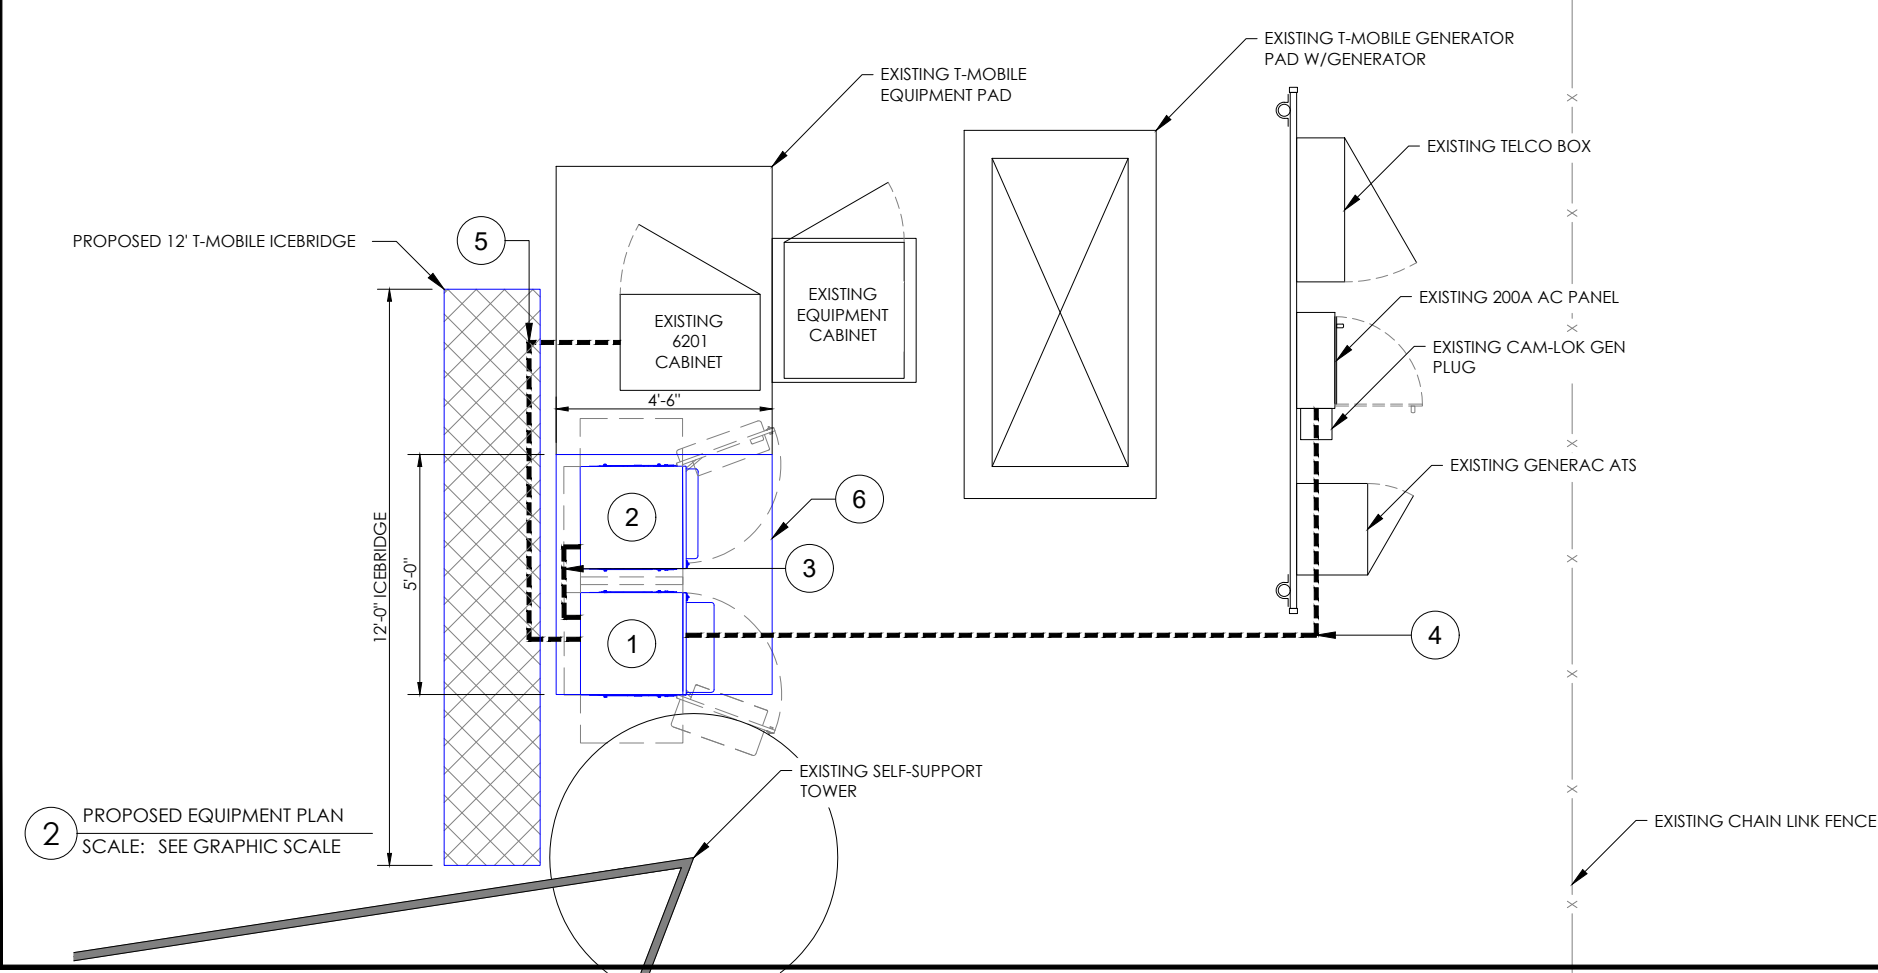 EXISTING T-MOBILE GENERATOR
PAD W/GENERATOR
EXISTING T-MOBILE
EQUIPMENT PAD
EXISTING TELCO BOX
PROPOSED 12' T-MOBILE ICEBRIDGE
5
EXISTING
6201
CABINET
EXISTING
EQUIPMENT
CABINET
EXISTING 200A AC PANEL
EXISTING CAM-LOK GEN
PLUG
4'-6"
EXISTING GENERAC ATS
2
6
3
12'-0" ICEBRIDGE
5'-0"
1
4
EXISTING SELF-SUPPORT
TOWER
2
PROPOSED EQUIPMENT PLAN
SCALE: SEE GRAPHIC SCALE
EXISTING CHAIN LINK FENCE
X
X
X
X
X
X
X
X